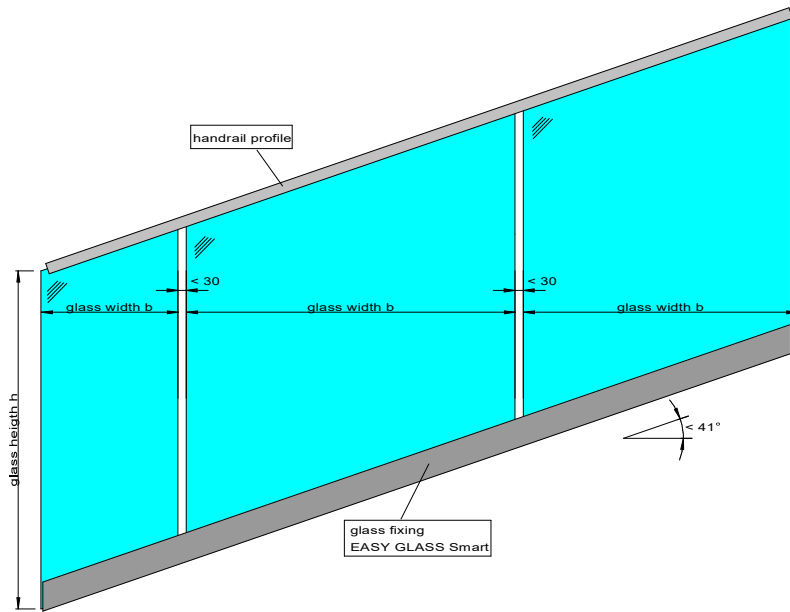 handrail profile
< 30
< 30
glass width b
glass width b
glass width b
glass heigth h
< 41°
glass fixing
EASY GLASS Smart